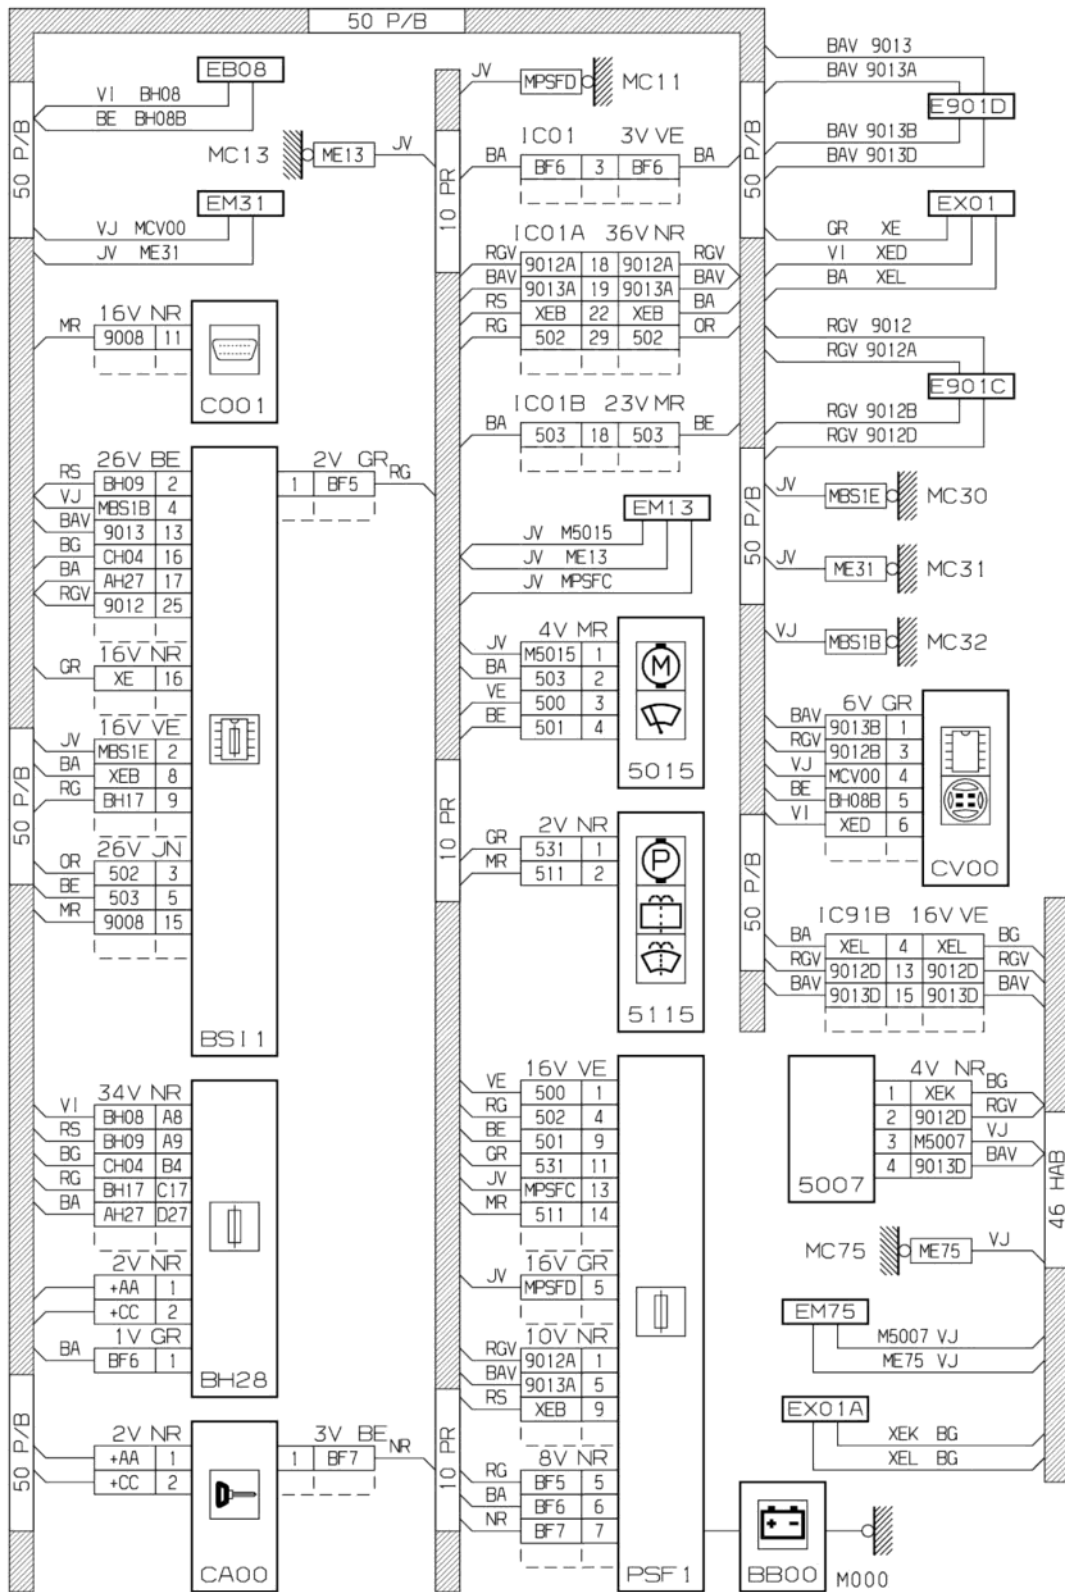 50 P/B
50 P/B
EB08
VI BH08
BE BH08B
MC13 ME13 JV
EM31
VJ MCV00
JV ME31
16V NR
MR 9008 11
C001
26V BE
RS BH09 2
VJ MBS1B 4
BAV 9013 13
BG CH04 16
BA AH27 17
RGV 9012 25
2V GR
1 BF5 RG
16V NR
GR XE 16
16V VE
JV MBS1E 2
BA XEB 8
RG BH17 9
50 P/B
26V JN
OR 502 3
BE 503 5
MR 9008 15
BSI1
34V NR
VI BH08 A8
RS BH09 A9
BG CH04 B4
RG BH17 C17
BA AH27 D27
2V NR
+AA 1
+CC 2
1V GR
BA BF6 1
BH28
50 P/B
2V NR
+AA 1
+CC 2
3V BE
1 BF7 NR
CA00
10 PR
JV MPSFD MC11
IC01 3V VE
BA BF6 3 BF6 BA
IC01A 36V NR
RGV 9012A 18 9012A RGV
BAV 9013A 19 9013A BAV
RS XEB 22 XEB BA
RG 502 29 502 OR
IC01B 23V MR
BA 503 18 503 BE
EM13
JV M5015
JV ME13
JV MPSFC
4V MR
JV M5015 1
BA 503 2
VE 500 3
BE 501 4
M
5015
10 PR
2V NR
GR 531 1
MR 511 2
P
5115
16V VE
VE 500 1
RG 502 4
BE 501 9
GR 531 11
JV MPSFC 13
MR 511 14
16V GR
JV MPSFD 5
10V NR
RGV 9012A 1
BAV 9013A 5
RS XEB 9
10 PR
8V NR
RG BF5 5
BA BF6 6
NR BF7 7
PSF1
+ -
BB00
M000
50 P/B
BAV 9013
BAV 9013A
E901D
BAV 9013B
BAV 9013D
EX01
GR XE
VI XED
BA XEL
RGV 9012
RGV 9012A
E901C
RGV 9012B
RGV 9012D
50 P/B
JV MBS1E MC30
JV ME31 MC31
VJ MBS1B MC32
6V GR
BAV 9013B 1
RGV 9012B 3
VJ MCV00 4
BE BH08B 5
VI XED 6
CV00
50 P/B
IC91B 16V VE
BA XEL 4 XEL BG
RGV 9012D 13 9012D RGV
BAV 9013D 15 9013D BAV
4V NR
1 XEK BG
2 9012D RGV
3 M5007 VJ
4 9013D BAV
5007
46 HAB
MC75 ME75 VJ
EM75
M5007 VJ
ME75 VJ
EX01A
XEK BG
XEL BG